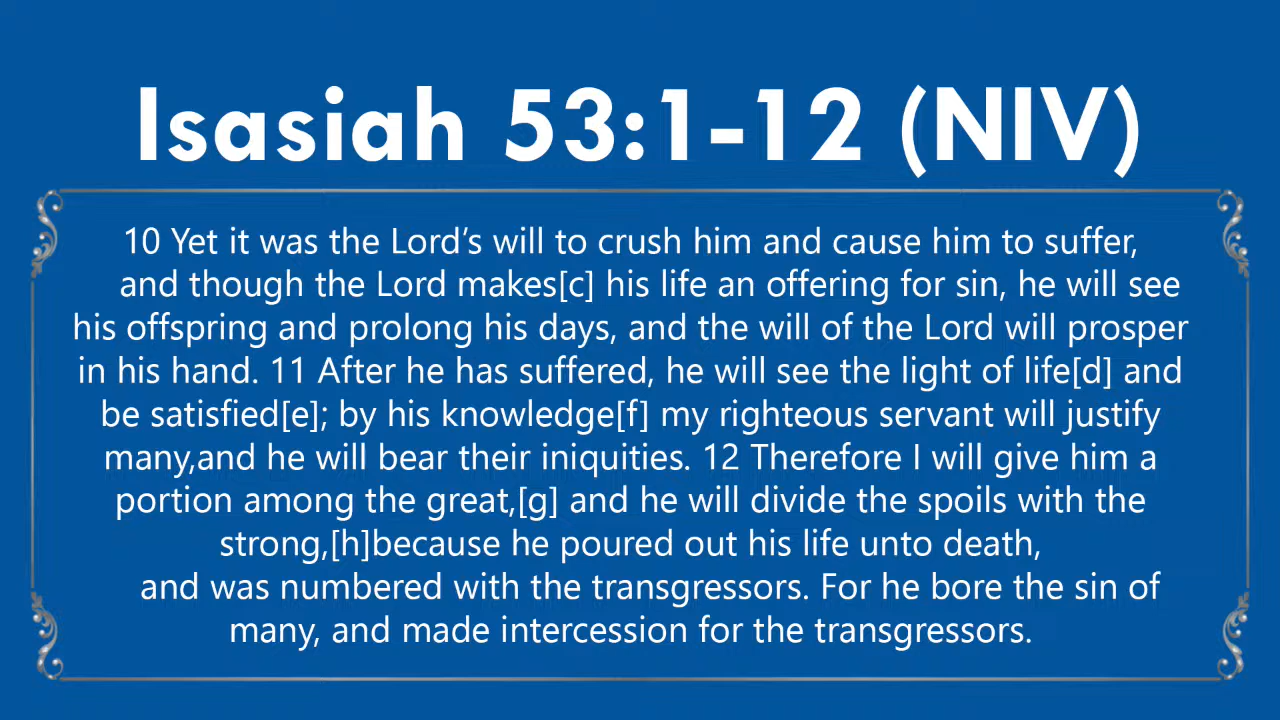 Isasiah 53:1-12 (NIV)
10 Yet it was the Lord’s will to crush him and cause him to suffer,
and though the Lord makes[c] his life an offering for sin, he will see
his offspring and prolong his days, and the will of the Lord will prosper
in his hand. 11 After he has suffered, he will see the light of life[d] and
be satisfied[e]; by his knowledge[f] my righteous servant will justify
many,and he will bear their iniquities. 12 Therefore I will give him a
portion among the great,[g] and he will divide the spoils with the
strong,[h]because he poured out his life unto death,
and was numbered with the transgressors. For he bore the sin of
many, and made intercession for the transgressors.